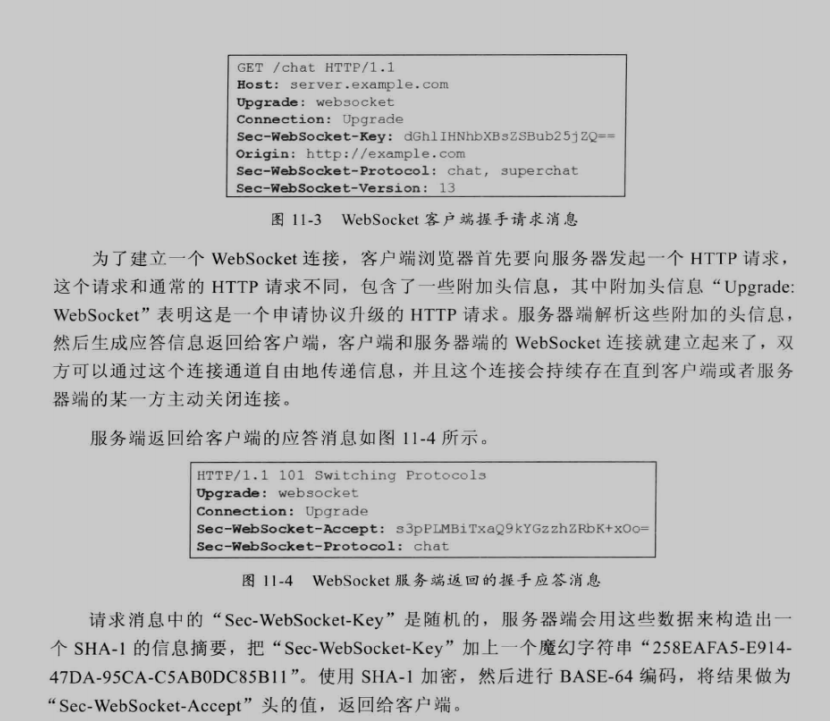 GET /chat HTTP/1.1
Host: server.example.com
Upgrade: websocket
Connection: Upgrade
Sec-WebSocket-Key: dGhlIHNhbXBsZSBub25jZQ==
Origin: http://example.com
Sec-WebSocket-Protocol: chat, superchat
Sec-WebSocket-Version: 13
图 11-3 WebSocket 客户端握手请求消息
为了建立一个 WebSocket 连接，客户端浏览器首先要向服务器发起一个 HTTP 请求，
这个请求和通常的 HTTP 请求不同，包含了一些附加头信息，其中附加头信息“Upgrade:
WebSocket”表明这是一个申请协议升级的 HTTP 请求。服务器端解析这些附加的头信息，
然后生成应答信息返回给客户端，客户端和服务器端的 WebSocket 连接就建立起来了，双
方可以通过这个连接通道自由地传递信息，并且这个连接会持续存在直到客户端或者服务
器端的某一方主动关闭连接。
服务端返回给客户端的应答消息如图 11-4 所示。
HTTP/1.1 101 Switching Protocols
Upgrade: websocket
Connection: Upgrade
Sec-WebSocket-Accept: s3pPLMBiTxaQ9kYGzzhZRbK+xOo=
Sec-WebSocket-Protocol: chat
图 11-4 WebSocket 服务端返回的握手应答消息
请求消息中的“Sec-WebSocket-Key”是随机的，服务器端会用这些数据来构造出一
个 SHA-1 的信息摘要，把“Sec-WebSocket-Key”加上一个魔幻字符串“258EAFA5-E914-
47DA-95CA-C5AB0DC85B11”。使用 SHA-1 加密，然后进行 BASE-64 编码，将结果做为
“Sec-WebSocket-Accept”头的值，返回给客户端。